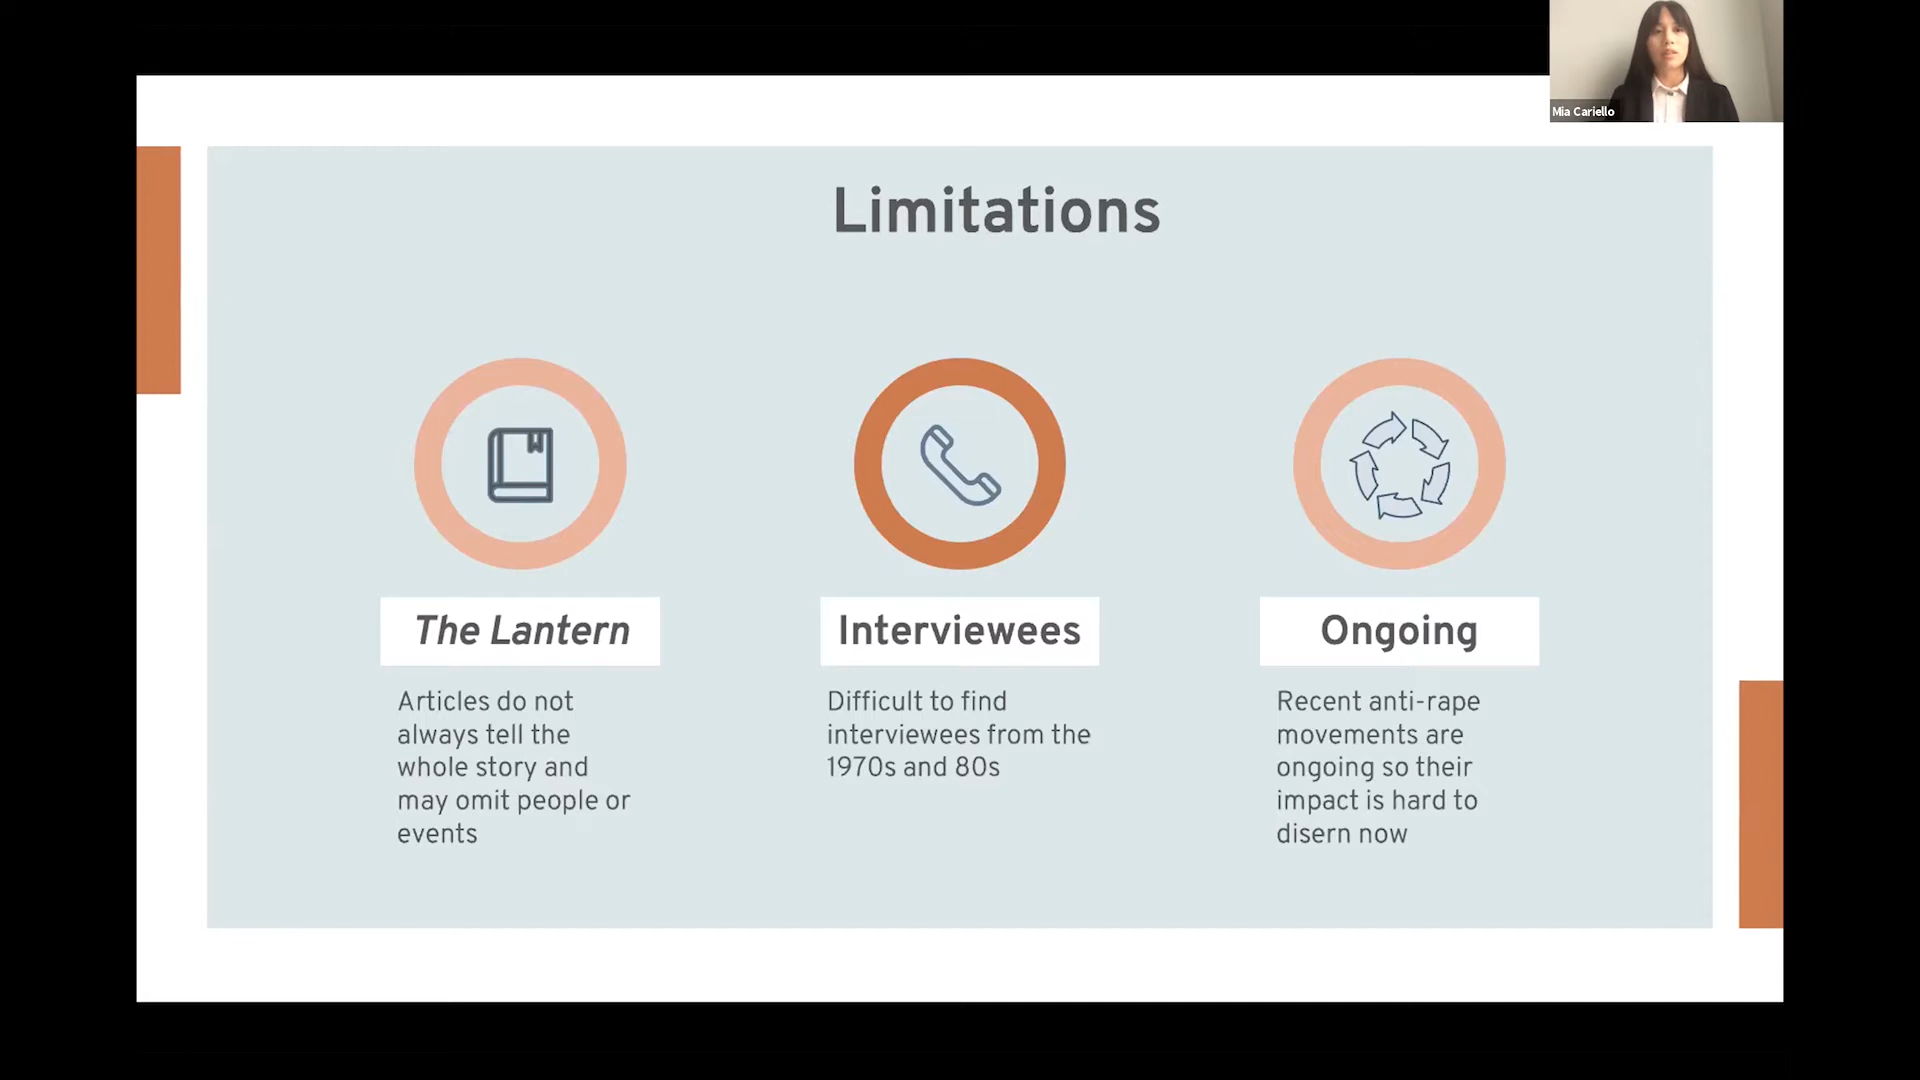 Mia Cariello
Limitations
The Lantern
Articles do not
always tell the
whole story and
may omit people or
events
Interviewees
Difficult to find
interviewees from the
1970s and 80s
Ongoing
Recent anti-rape
movements are
ongoing so their
impact is hard to
disern now